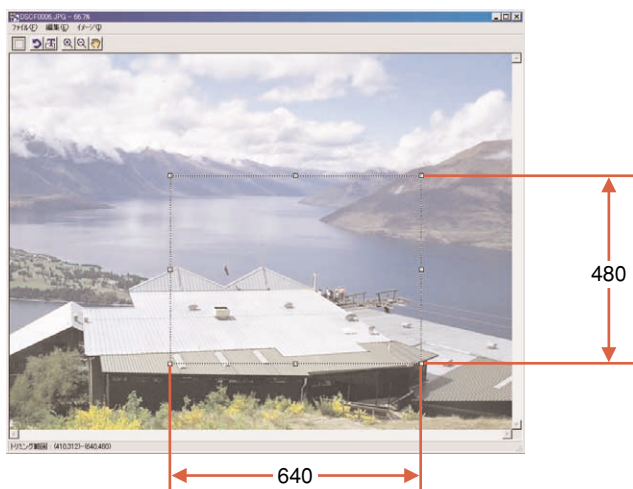 DSCF0006.JPG - 66.7%
ファイル(F) 編集(E) イメージ(I)
480
トリミング範囲 : (410,312)-(640,480)
640